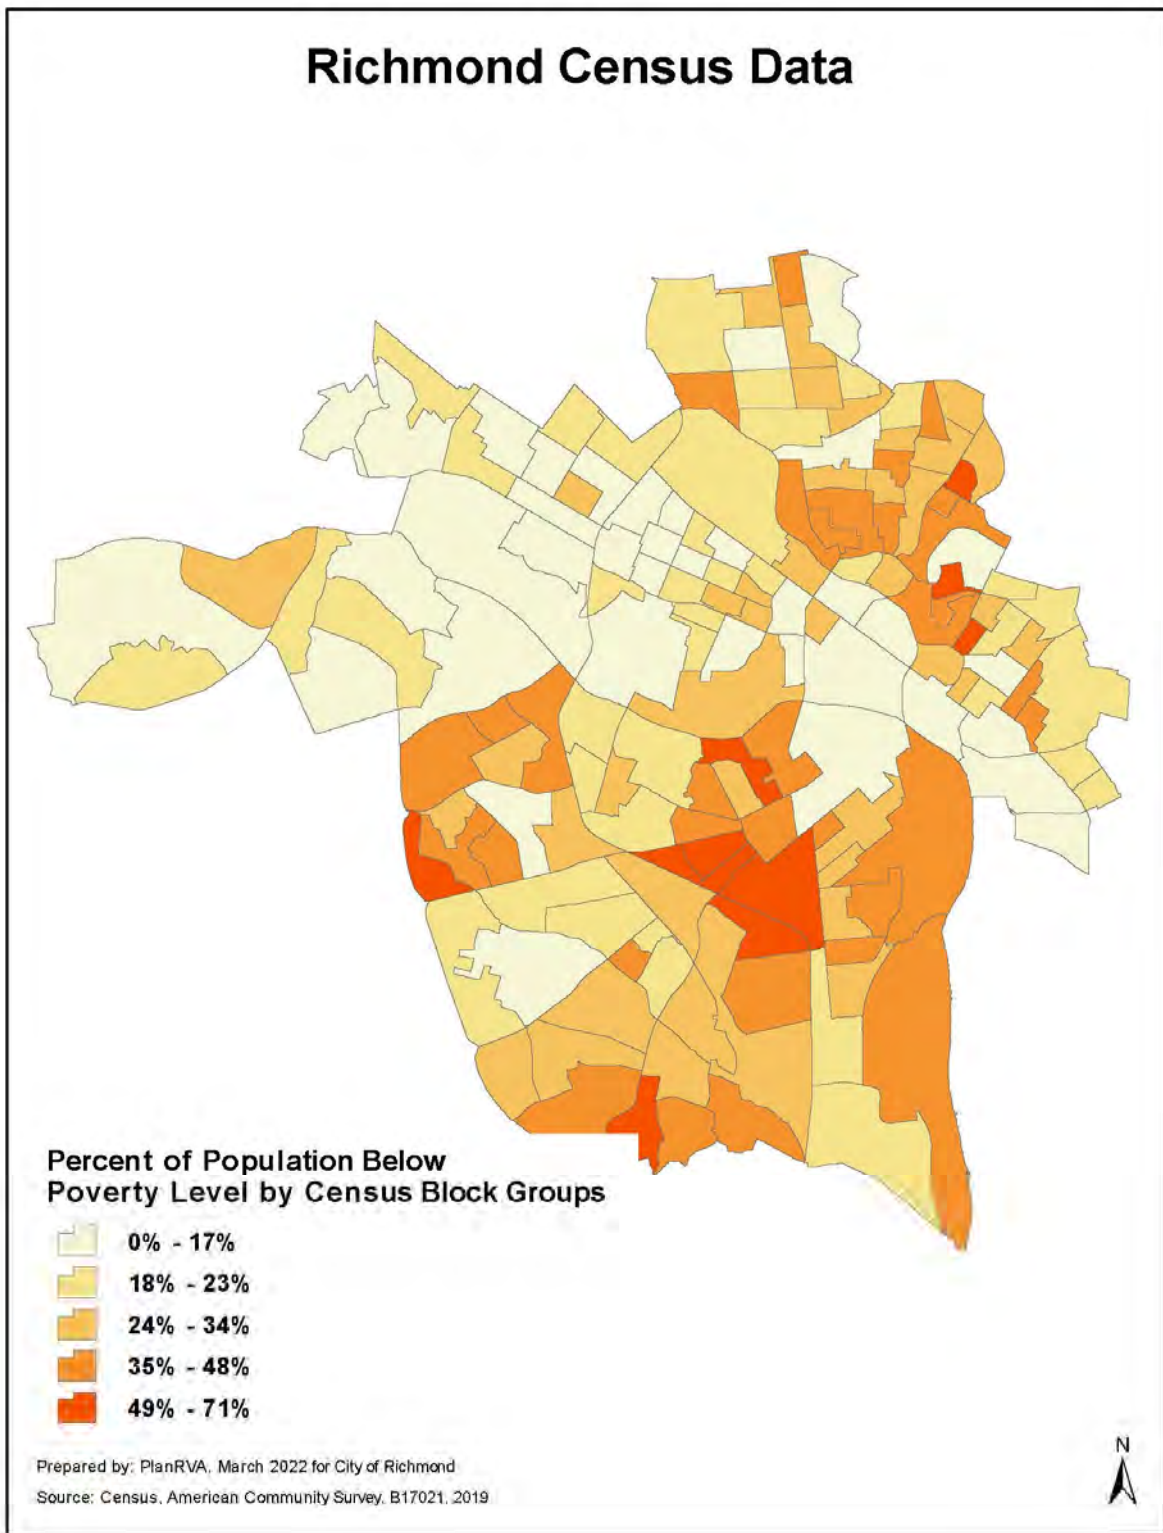 Richmond Census Data
Percent of Population Below
Poverty Level by Census Block Groups
0% - 17%
18% - 23%
24% - 34%
35% - 48%
49% - 71%
Prepared by: PlanRVA, March 2022 for City of Richmond
Source: Census, American Community Survey, B17021, 2019
N